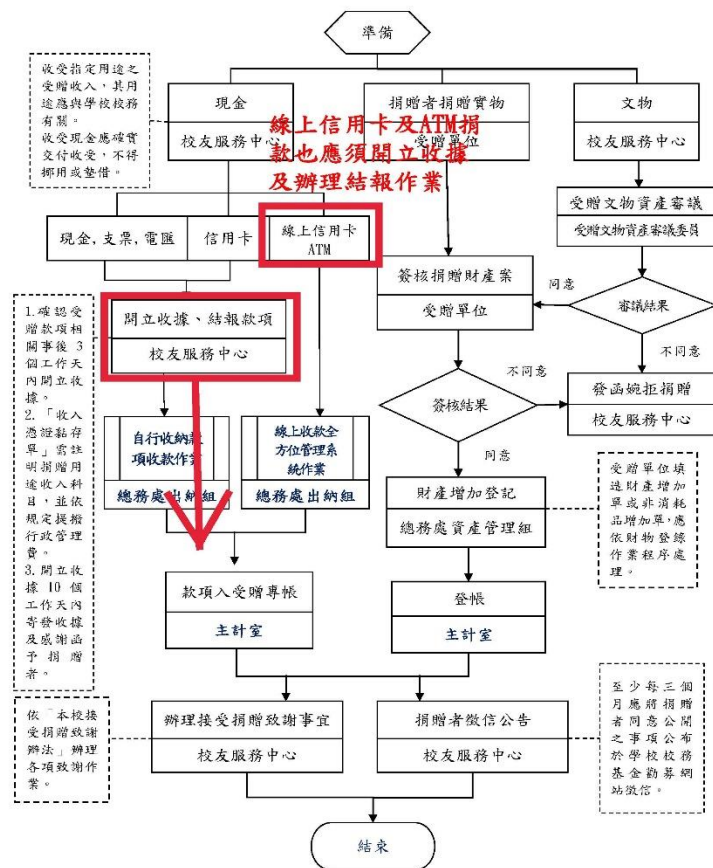 準備
收受指定用途之
受贈收入，其用
途應與學校校務
有關。
收受現金應確實
交付收受，不得
挪用或墊借。
現金
校友服務中心
捐贈者捐贈實物
受贈單位
文物
校友服務中心
線上信用卡及ATM捐
款也應須開立收據
及辦理結報作業
受贈文物資產審議
受贈文物資產審議委員
現金,支票,電匯
信用卡
線上信用卡
ATM
簽核捐贈財產案
受贈單位
同意
審議結果
不同意
1.確認受
贈款項相
關事後 3
個工作天
內開立收
據。
2.「收入
憑證黏存
單」需註
明捐贈用
途收入科
目，並依
規定提撥
行政管理
費。
3.開立收
據 10 個
工作天內
寄發收據
及感謝函
予捐贈
者。
開立收據、結報款項
校友服務中心
簽核結果
不同意
發函婉拒捐贈
校友服務中心
同意
自行收納款
項收款作業
總務處出納組
線上收款全
方位管理系
統作業
總務處出納組
財產增加登記
總務處資產管理組
受贈單位填
造財產增加
單或非消耗
品增加單，應
依財物登錄
作業程序處
理。
款項入受贈專帳
主計室
登帳
主計室
依「本校接
受捐贈致謝
辦法」辦理
各項致謝作
業。
辦理接受捐贈致謝事宜
校友服務中心
捐贈者徵信公告
校友服務中心
至少每三個
月應將捐贈
者同意公開
之事項公布
於學校校務
基金勸募網
站徵信。
結束